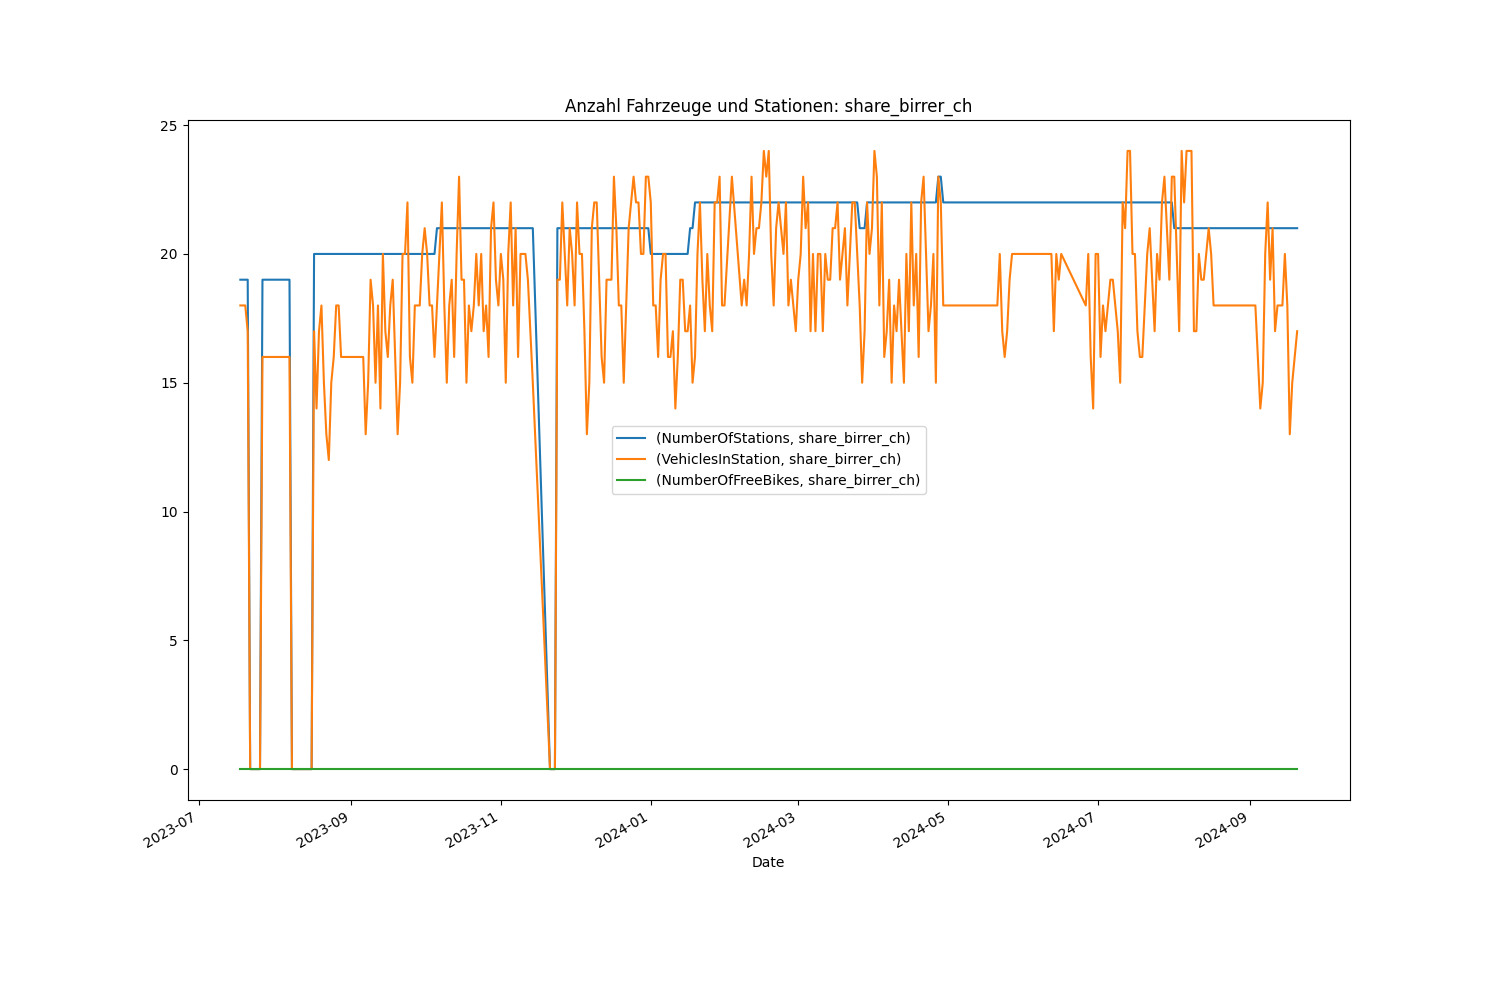 Anzahl Fahrzeuge und Stationen: share_birrer_ch
25
20
15
10
5
0
(NumberOfStations, share_birrer_ch)
(VehiclesInStation, share_birrer_ch)
(NumberOfFreeBikes, share_birrer_ch)
2023-07
2023-09
2023-11
2024-01
2024-03
2024-05
2024-07
2024-09
Date